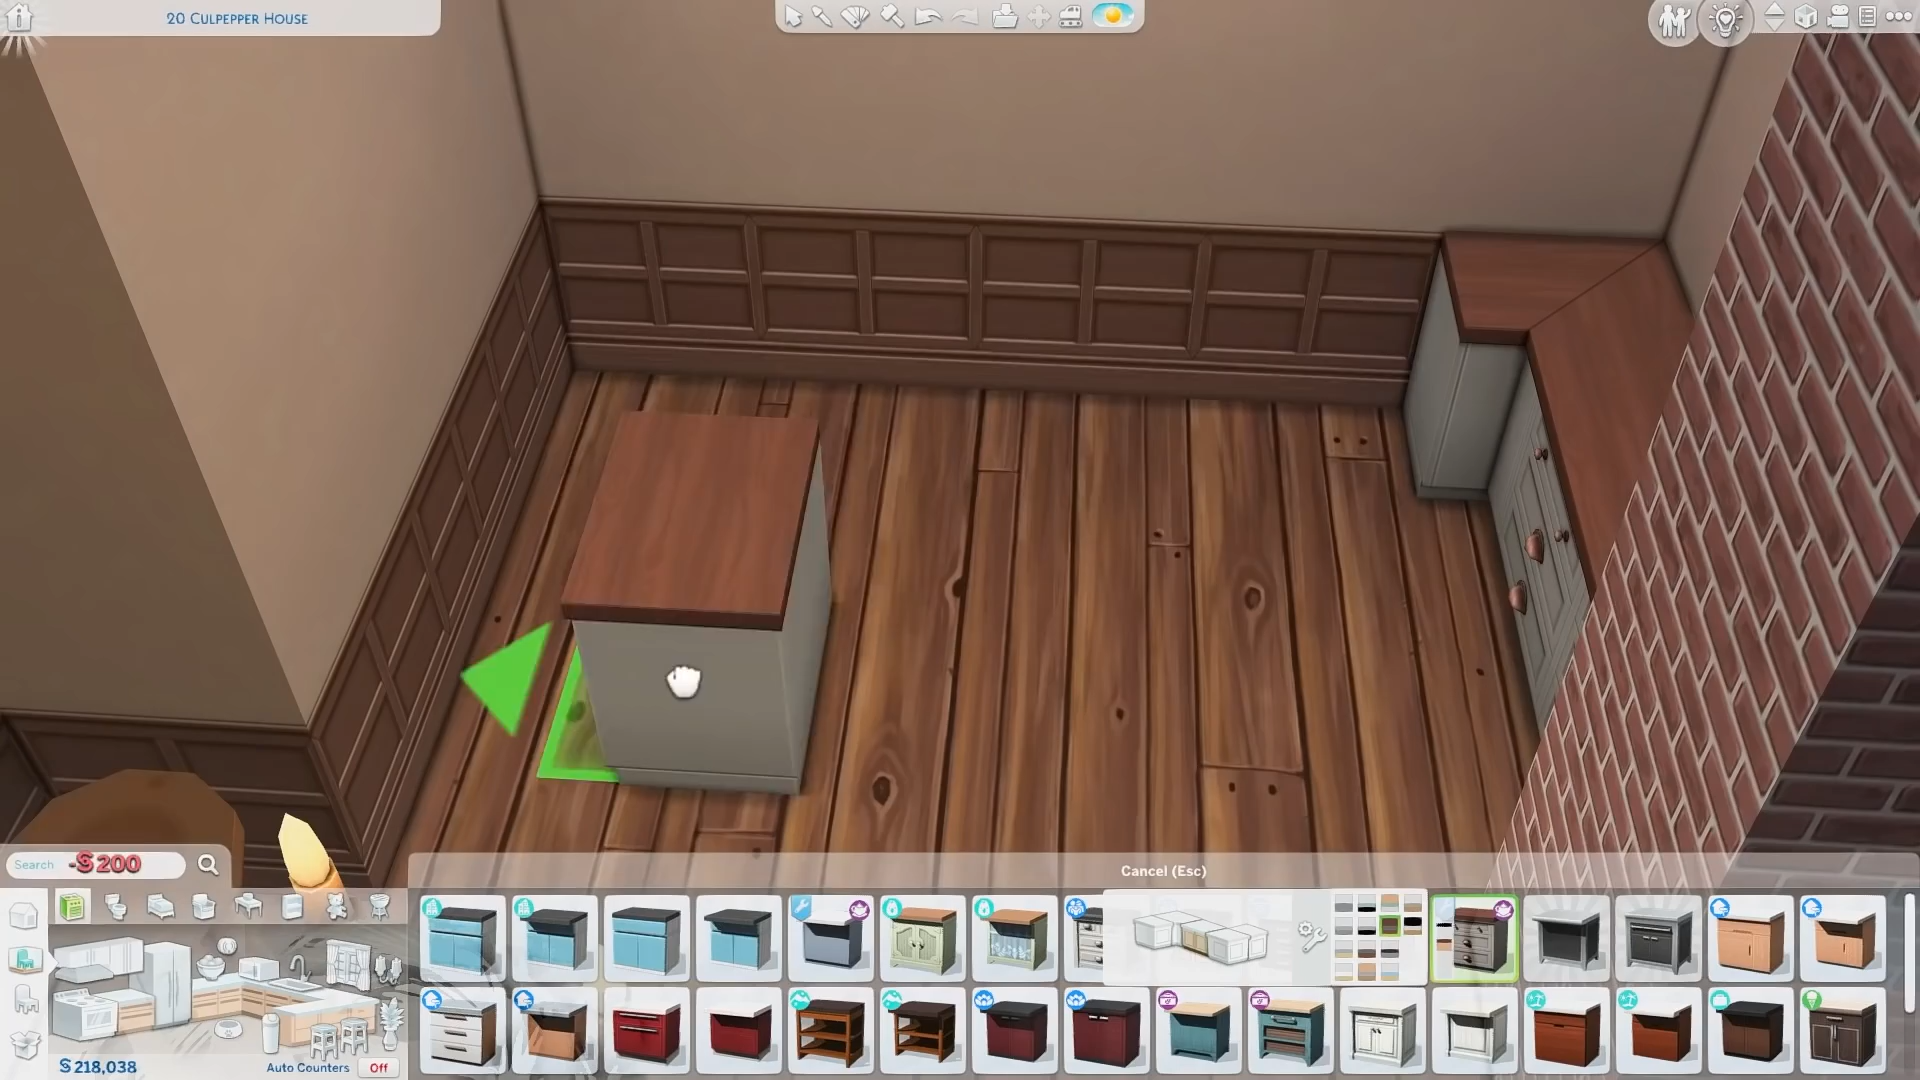 20 CULPEPPER HOUSE
Cancel (Esc)
Search -§200
§218,038
Auto Counters Off